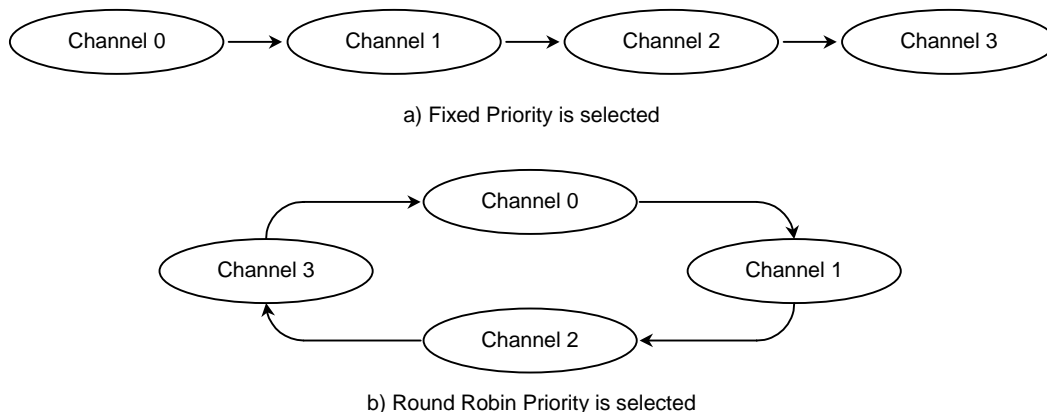 Channel 0
Channel 1
Channel 2
Channel 3
a) Fixed Priority is selected
Channel 0
Channel 3
Channel 1
Channel 2
b) Round Robin Priority is selected